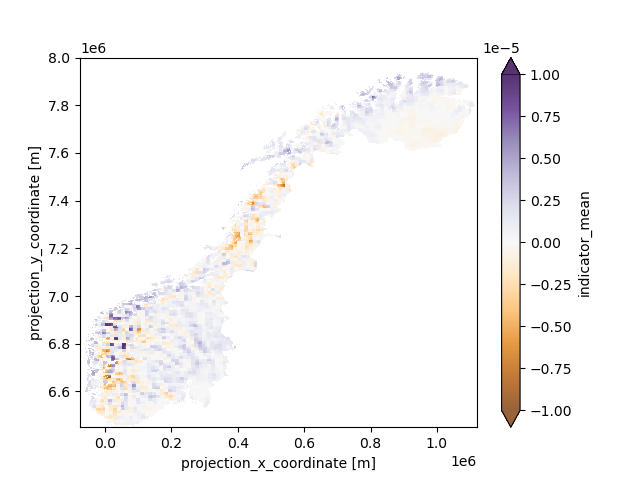 1e6
8.0
7.8
7.6
7.4
7.2
7.0
6.8
6.6
projection_y_coordinate [m]
0.0 0.2 0.4 0.6 0.8 1.0
1e6
projection_x_coordinate [m]
1e−5
1.00
0.75
0.50
0.25
0.00
−0.25
−0.50
−0.75
−1.00
indicator_mean